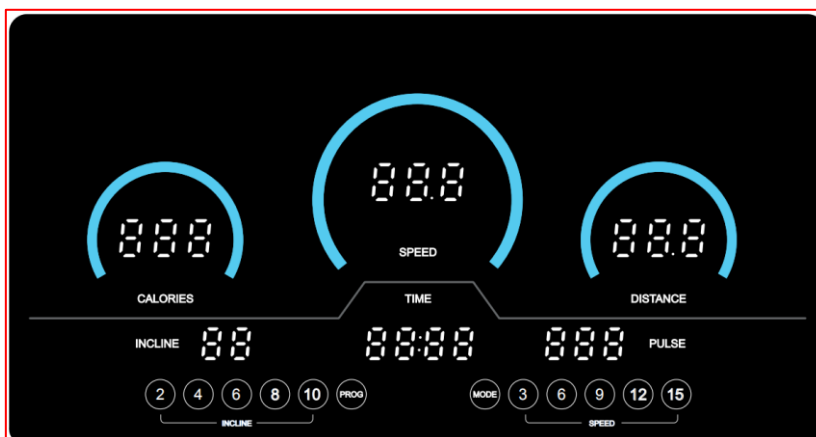 88.8
SPEED
888
88.8
CALORIES
TIME
DISTANCE
INCLINE 88 88:88 888 PULSE
2 4 6 8 10 PROG MODE 3 6 9 12 15
INCLINE SPEED